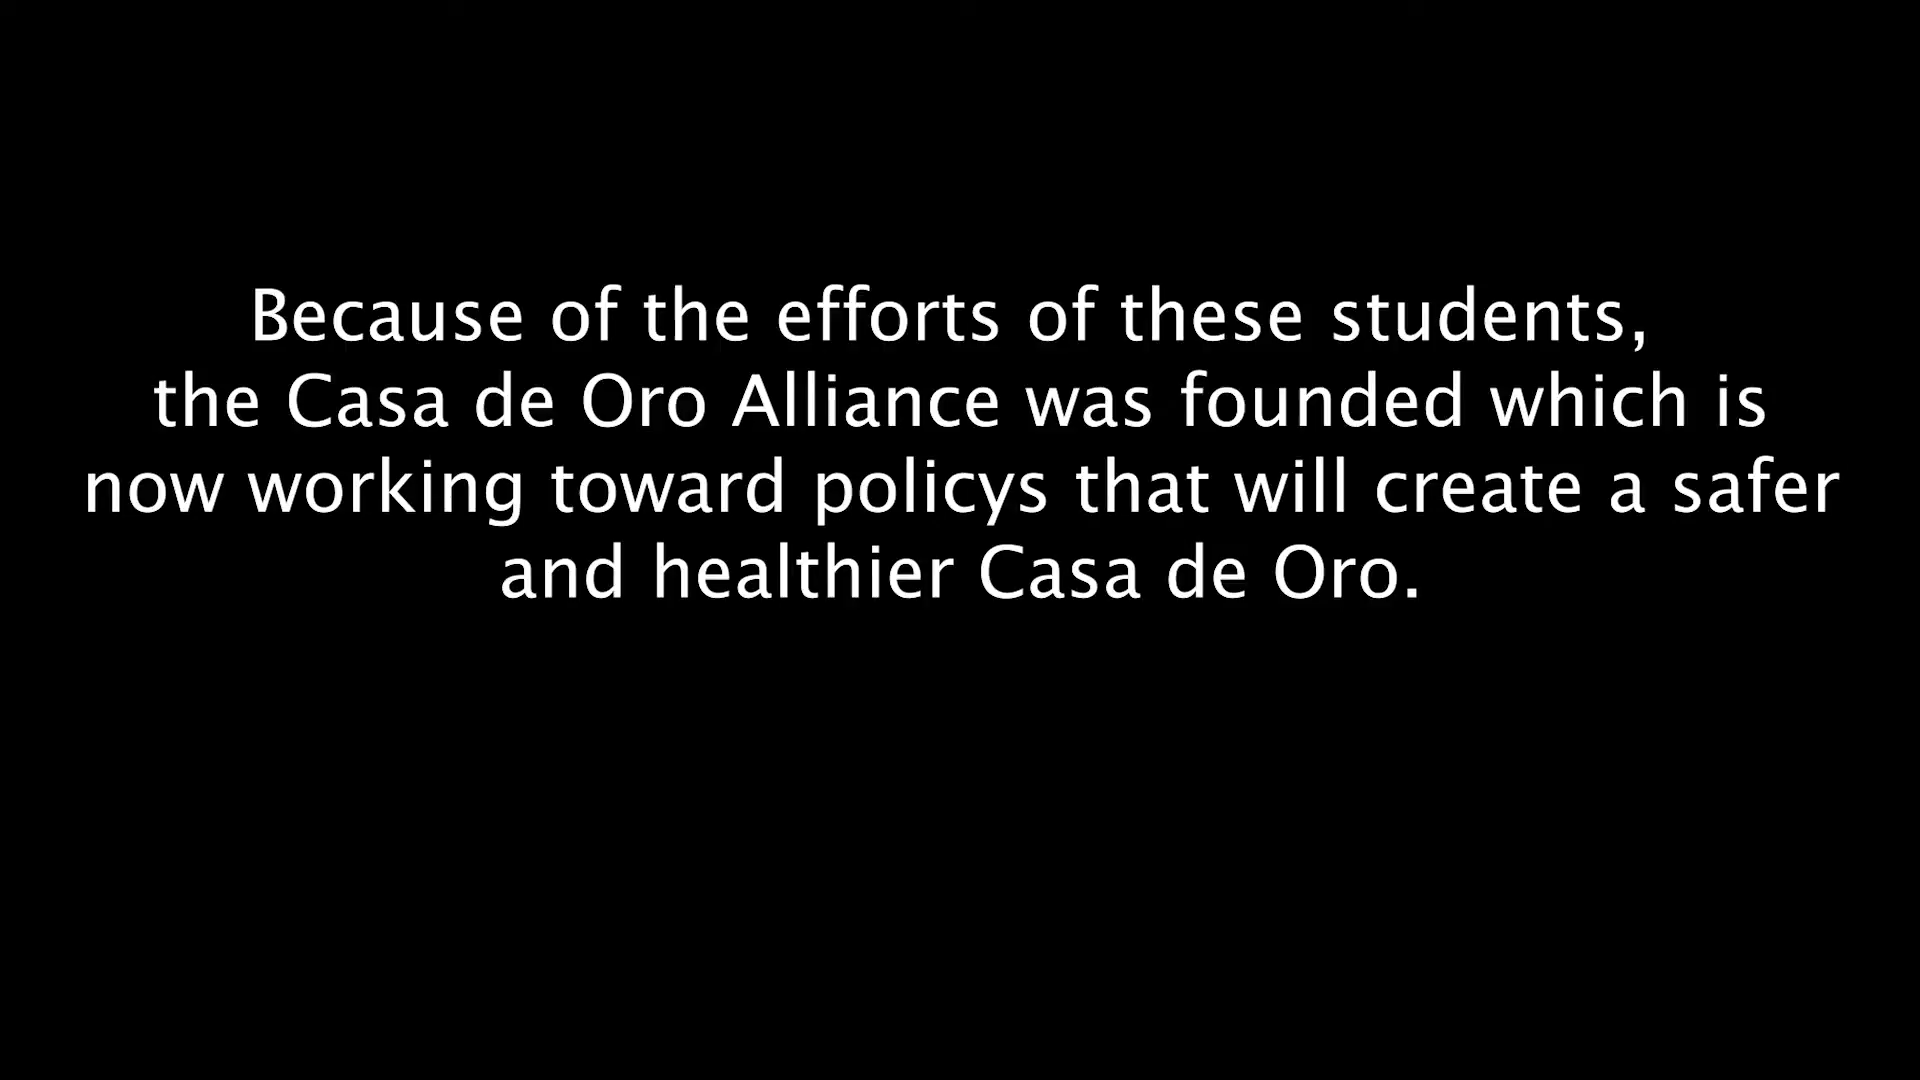 Because of the efforts of these students,
the Casa de Oro Alliance was founded which is
now working toward policys that will create a safer
and healthier Casa de Oro.